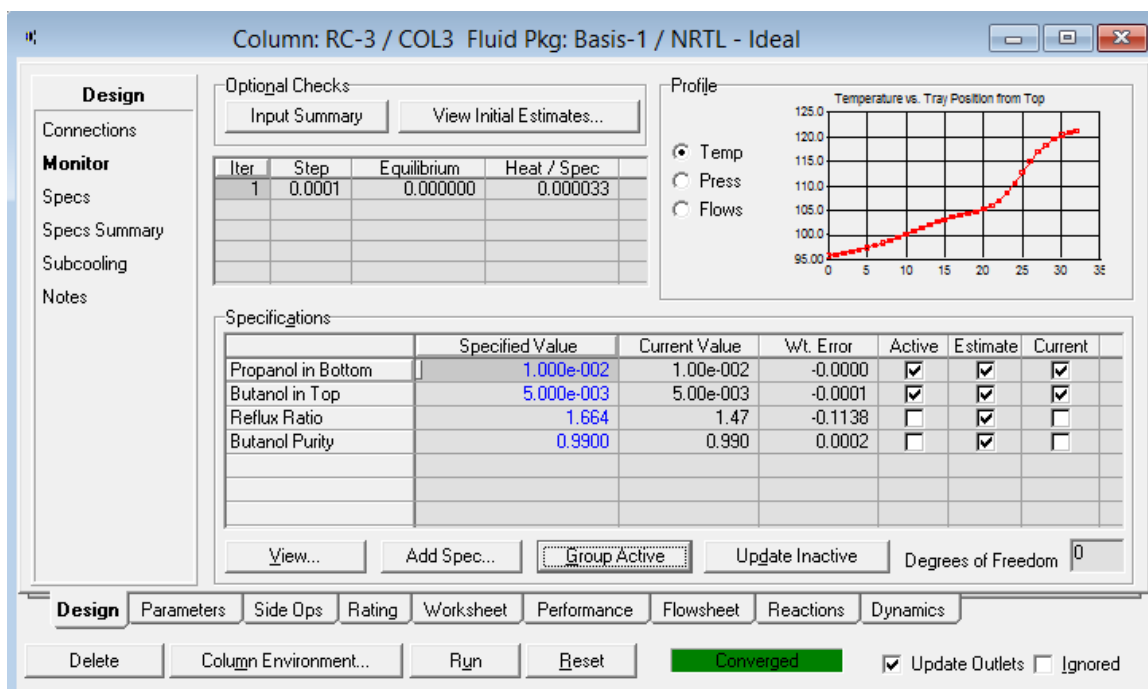 Column: RC-3 / COL3 Fluid Pkg: Basis-1 / NRTL - Ideal
Design
Connections
Monitor
Specs
Specs Summary
Subcooling
Notes
Optional Checks
Input Summary
View Initial Estimates...
Iter Step Equilibrium Heat / Spec
1 0.0001 0.000000 0.000033
Profile
Temp
Press
Flows
Temperature vs. Tray Position from Top
125.0
120.0
115.0
110.0
105.0
100.0
95.00
0 5 10 15 20 25 30 35
Specifications
Specified Value Current Value Wt. Error Active Estimate Current
Propanol in Bottom 1.000e-002 1.00e-002 -0.0000
Butanol in Top 5.000e-003 5.00e-003 -0.0001
Reflux Ratio 1.664 1.47 -0.1138
Butanol Purity 0.9900 0.990 0.0002
View... Add Spec... Group Active Update Inactive Degrees of Freedom 0
Design Parameters Side Ops Rating Worksheet Performance Flowsheet Reactions Dynamics
Delete Column Environment... Run Reset Converged Update Outlets Ignored